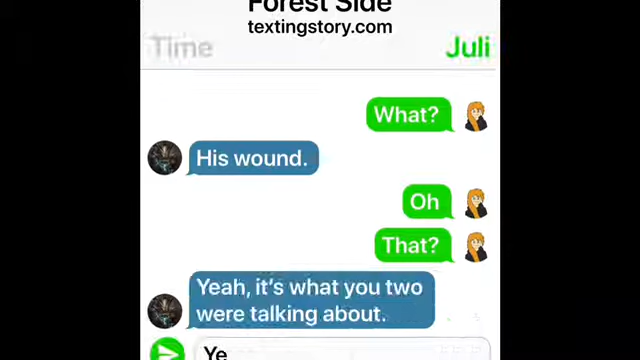 Forest Side
textingstory.com
Time
Juli
What?
His wound.
Oh
That?
Yeah, it's what you two
were talking about.
Ye